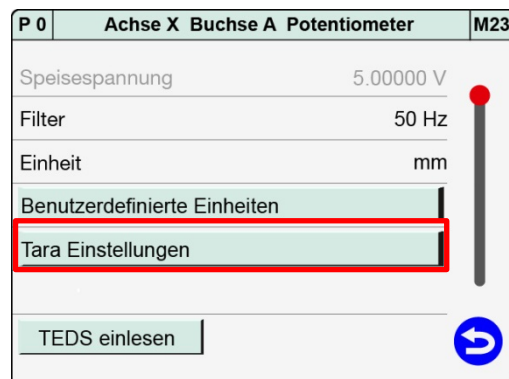 P 0 Achse X Buchse A Potentiometer M23
Speisespannung 5.00000 V
Filter 50 Hz
Einheit mm
Benutzerdefinierte Einheiten
Tara Einstellungen
TEDS einlesen